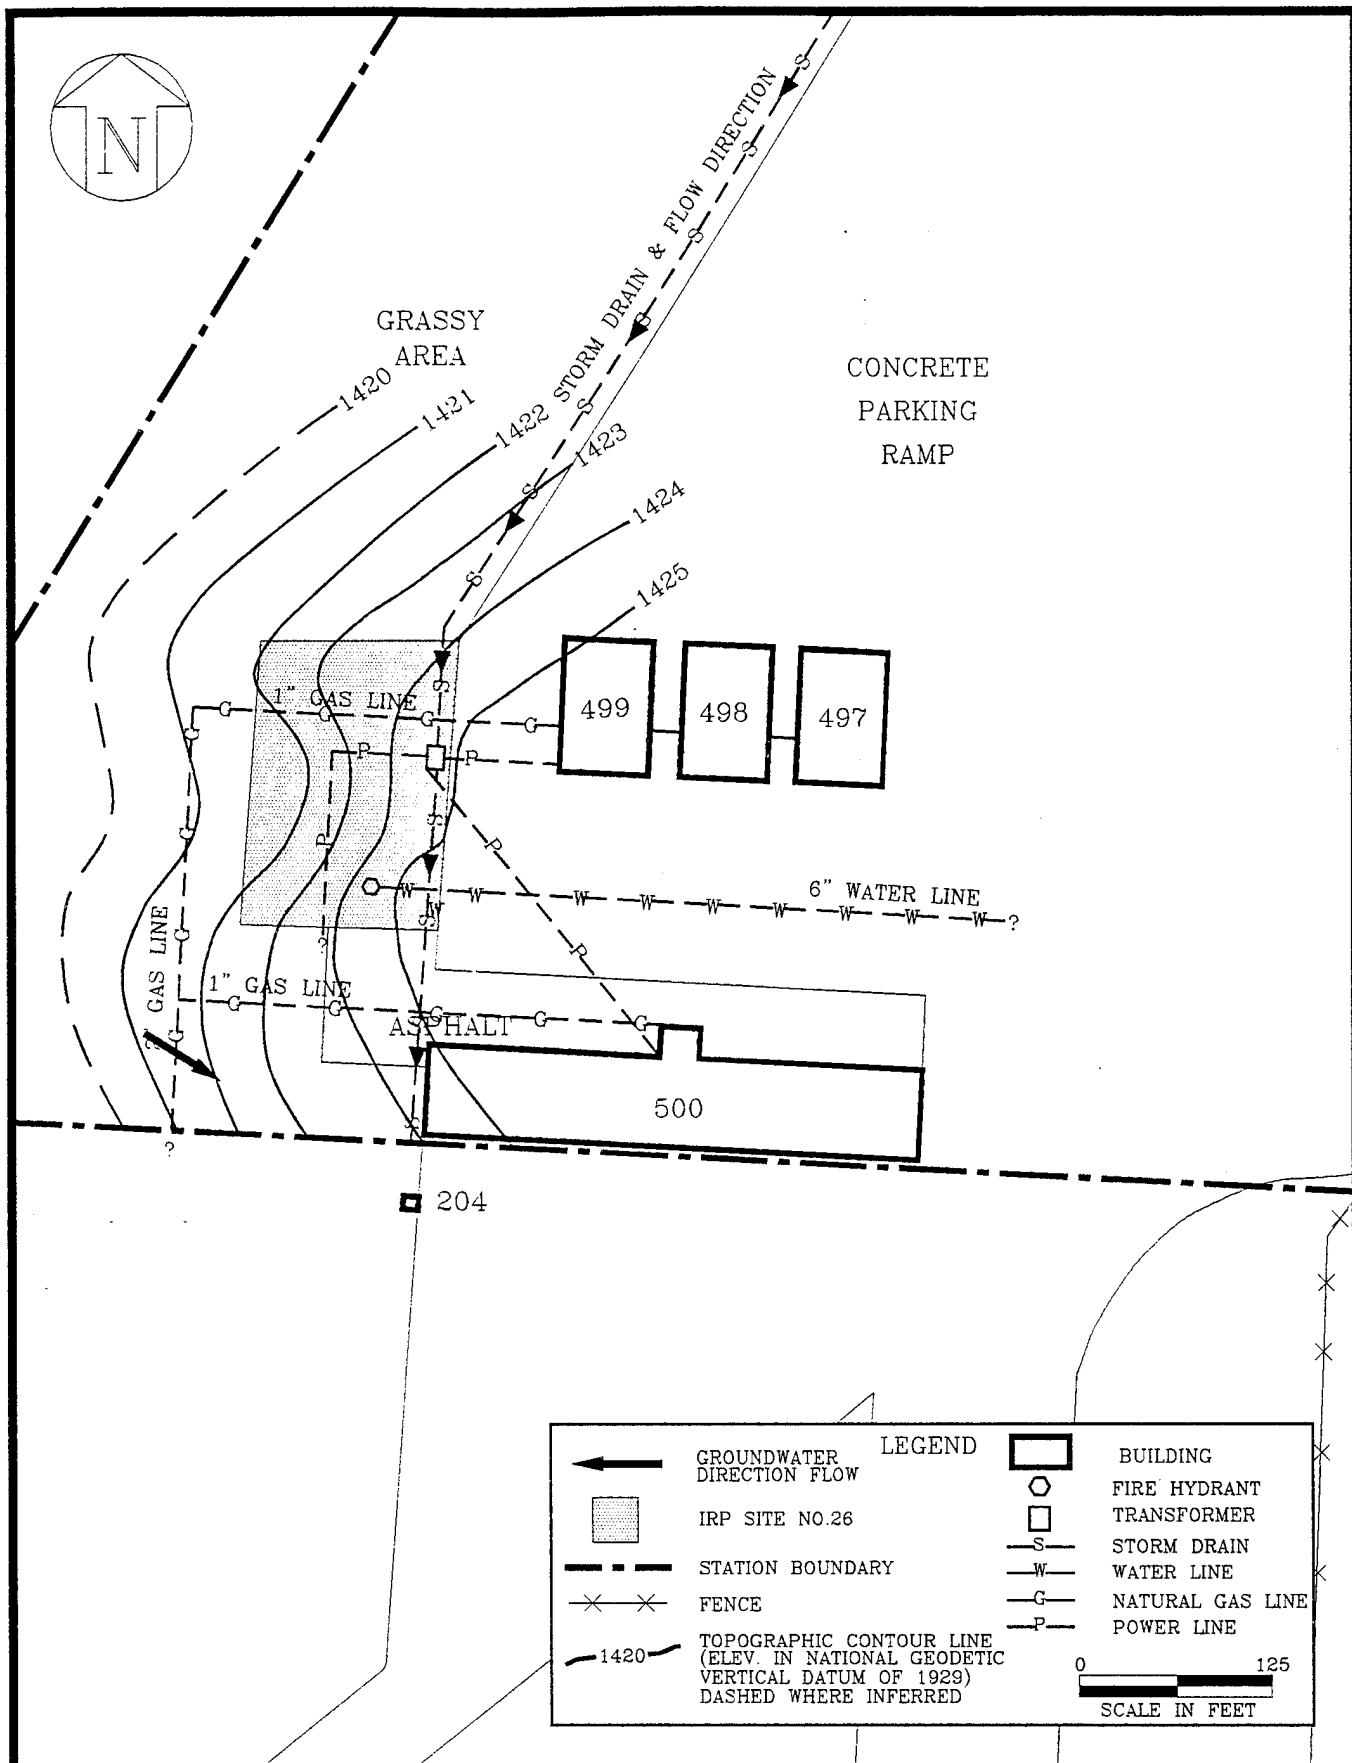 N
STORM DRAIN & FLOW DIRECTION
S
S
S
S
S
S
S
S
S
S
S
GRASSY
AREA
CONCRETE
PARKING
RAMP
1420
1421
1422
1423
1424
1425
499
498
497
1" GAS LINE
G
G
G
G
G
P
P
P
P
P
?
G
G
G
6" WATER LINE
W
W
W
W
W
W
W
W
W
W
?
GAS LINE
1" GAS LINE
G
G
G
G
G
ASPHALT
500
?
204
LEGEND
GROUNDWATER
DIRECTION FLOW
IRP SITE NO.26
STATION BOUNDARY
FENCE
1420
TOPOGRAPHIC CONTOUR LINE
(ELEV. IN NATIONAL GEODETIC
VERTICAL DATUM OF 1929)
DASHED WHERE INFERRED
BUILDING
FIRE HYDRANT
TRANSFORMER
S STORM DRAIN
W WATER LINE
G NATURAL GAS LINE
P POWER LINE
0 125
SCALE IN FEET